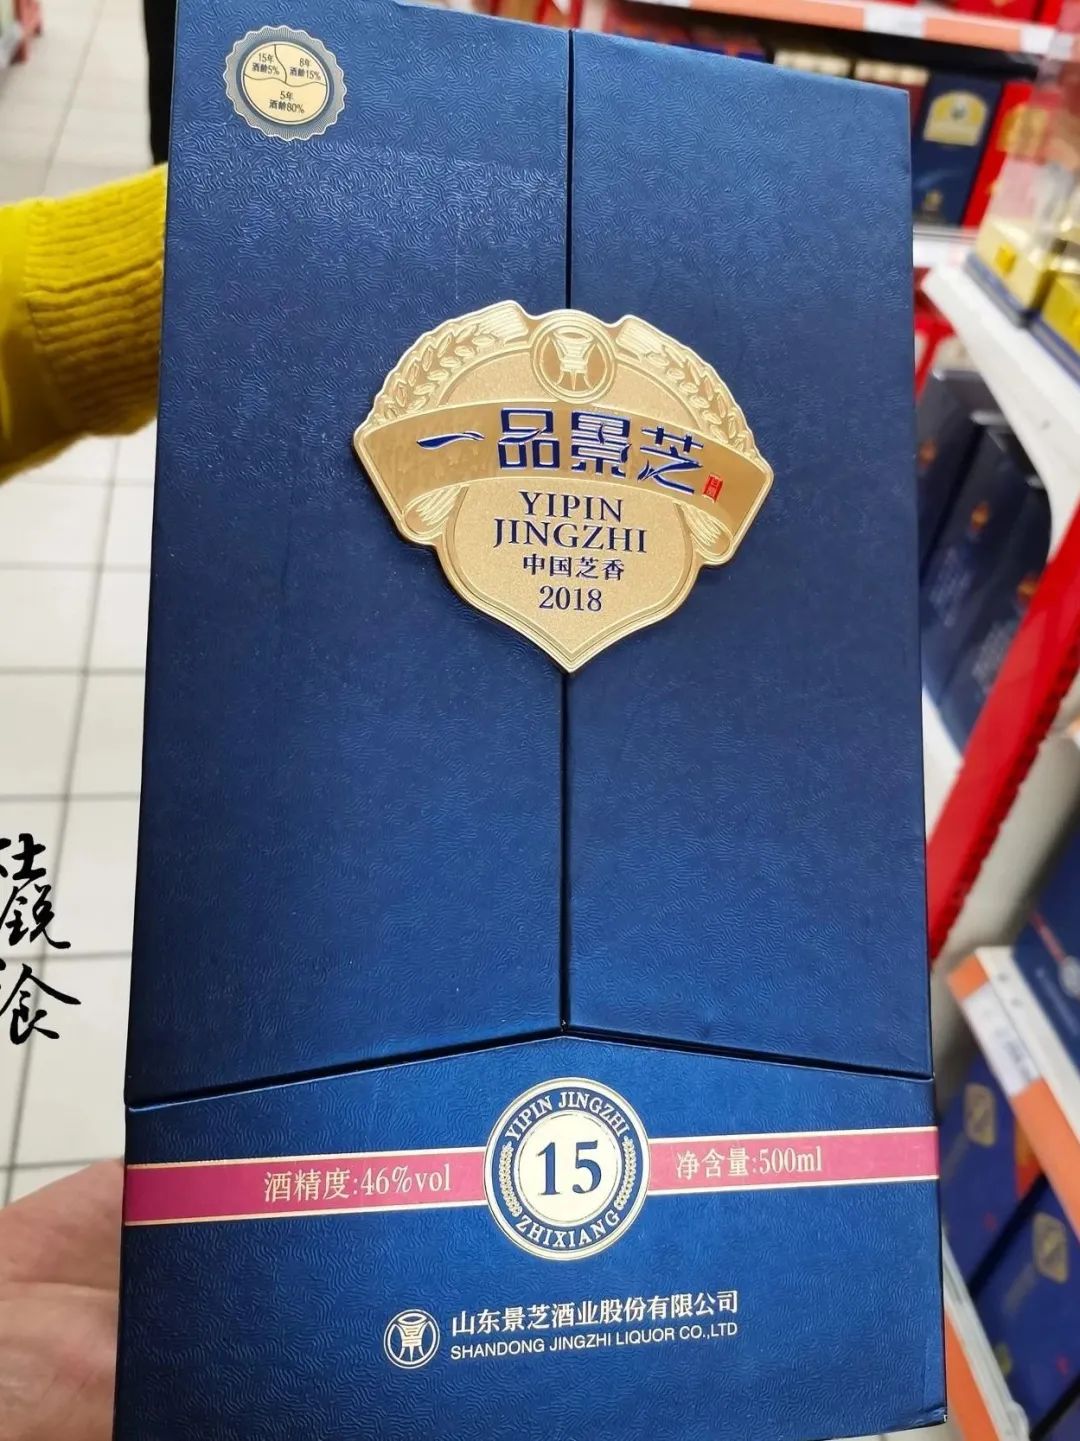 15年
酒龄5%
8年
酒龄15%
5年
酒龄80%
一品景芝
YIPIN
JINGZHI
中国芝香
2018
酒精度:46%vol
YIPIN JINGZHI
15
ZHIXIANG
净含量:500ml
山东景芝酒业股份有限公司
SHANDONG JINGZHI LIQUOR CO.,LTD
锐
食